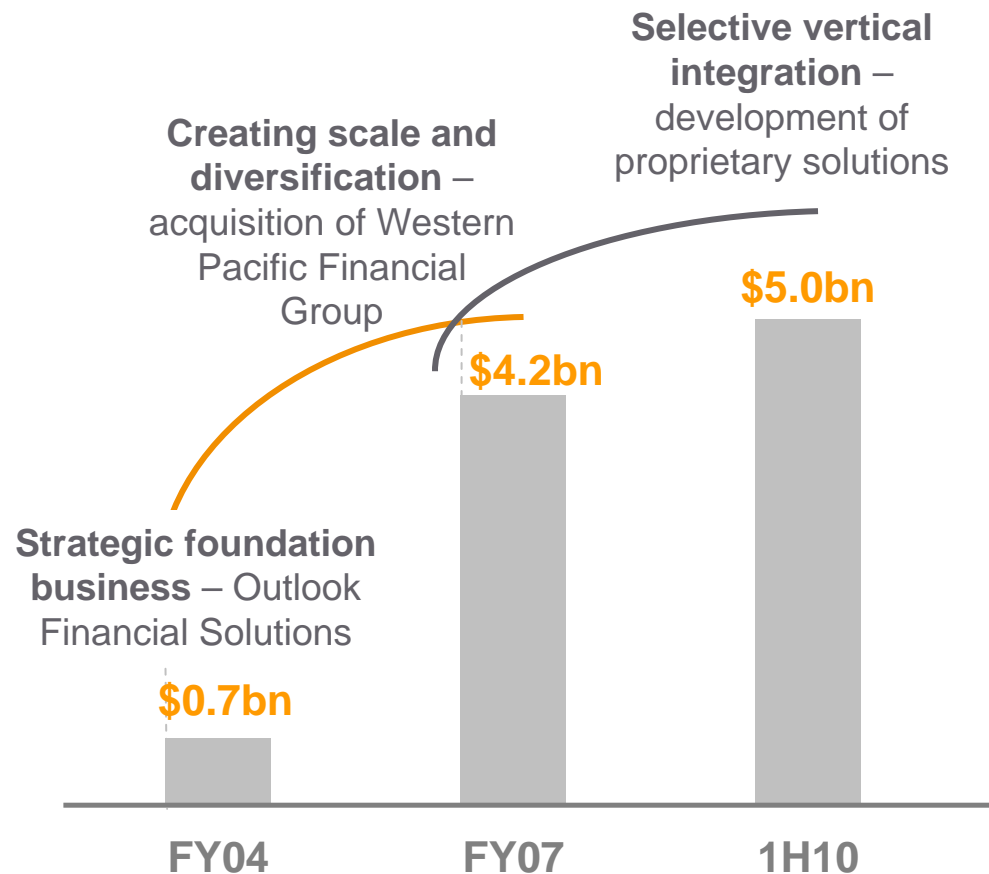 Selective vertical
integration –
development of
proprietary solutions
Creating scale and
diversification –
acquisition of Western
Pacific Financial
Group
$5.0bn
$4.2bn
Strategic foundation
business – Outlook
Financial Solutions
$0.7bn
FY04
FY07
1H10